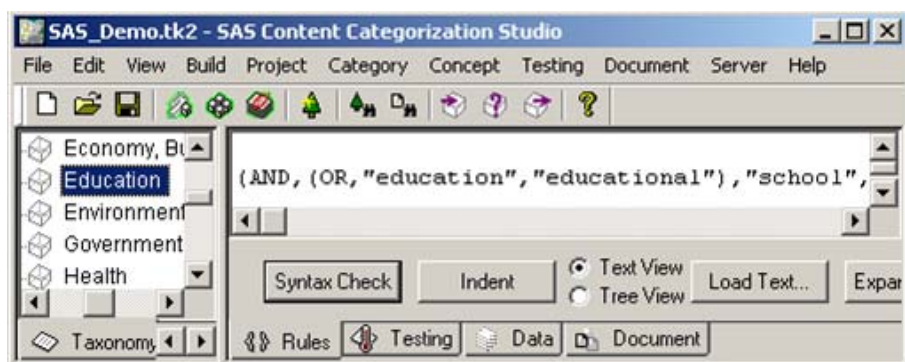 SAS_Demo.tk2 - SAS Content Categorization Studio
File Edit View Build Project Category Concept Testing Document Server Help
Economy, Bu
Education
Environment
Government
Health
(AND,(OR,"education","educational"),"school",
Syntax Check Indent Text View Tree View Load Text... Expan
Taxonomy Rules Testing Data Document